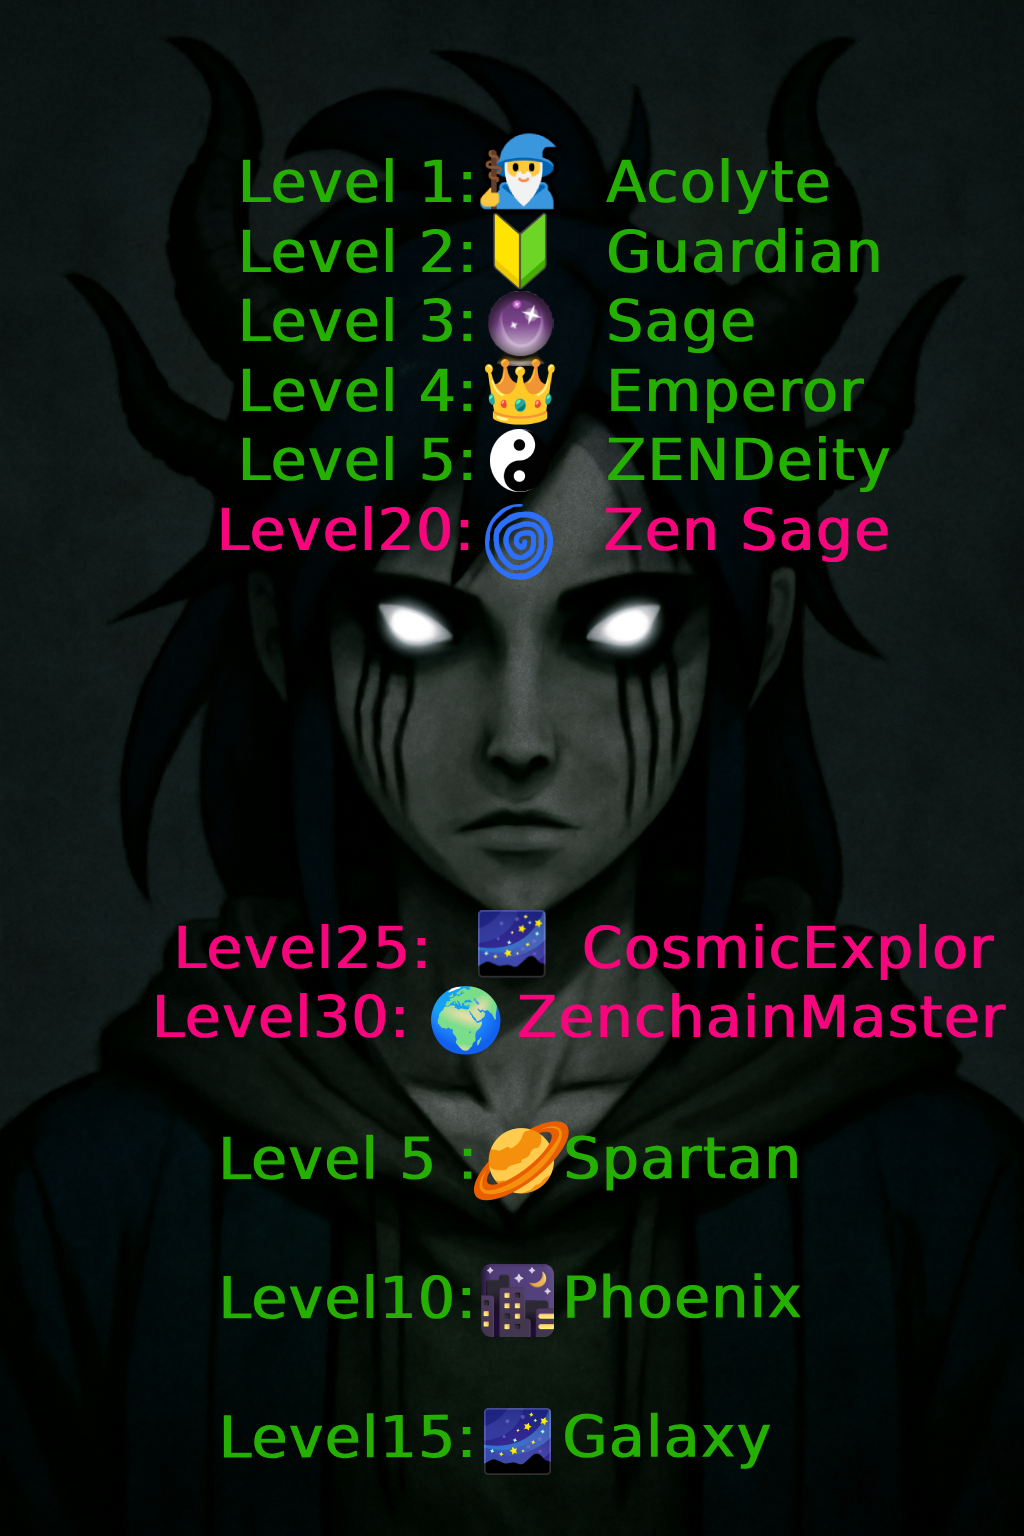 Level 1:🧙‍♂️ Acolyte
Level 2:🔰 Guardian
Level 3:🔮 Sage
Level 4:👑 Emperor
Level 5:☯ ZENDeity
Level20:🌀 Zen Sage
Level25: 🌌 CosmicExplor
Level30: 🌍 ZenchainMaster
Level 5 :🪐Spartan
Level10:🌃Phoenix
Level15:🌌Galaxy